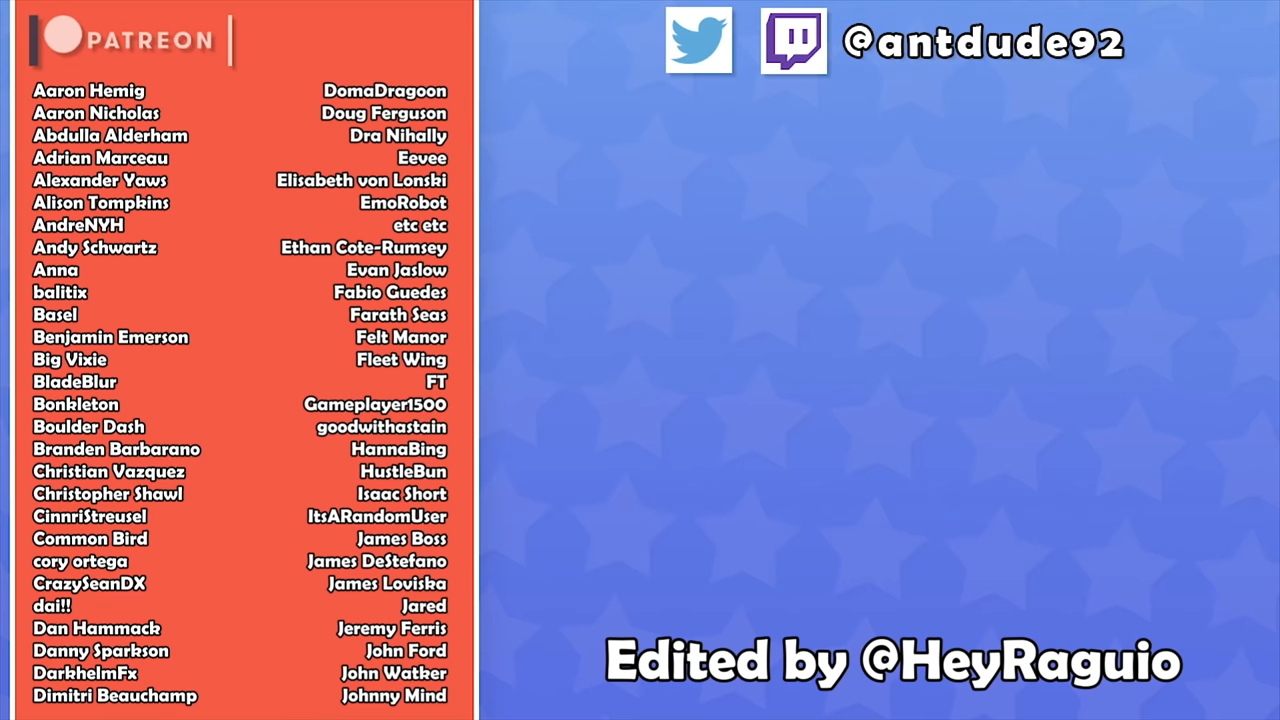 PATREON
Aaron Hemig
Aaron Nicholas
Abdulla Alderham
Adrian Marceau
Alexander Yaws
Alison Tompkins
AndreNYH
Andy Schwartz
Anna
balitix
Basel
Benjamin Emerson
Big Vixie
BladeBlur
Bonkleton
Boulder Dash
Branden Barbarano
Christian Vazquez
Christopher Shawl
CinnriStreusel
Common Bird
cory ortega
CrazySeanDX
dai!!
Dan Hammack
Danny Sparkson
DarkhelmFx
Dimitri Beauchamp
DomaDragoon
Doug Ferguson
Dra Nihally
Eevee
Elisabeth von Lonski
EmoRobot
etc etc
Ethan Cote-Rumsey
Evan Jaslow
Fabio Guedes
Farath Seas
Felt Manor
Fleet Wing
FT
Gameplayer1500
goodwithastain
HannaBing
HustleBun
Isaac Short
ItsARandomUser
James Boss
James DeStefano
James Loviska
Jared
Jeremy Ferris
John Ford
John Watker
Johnny Mind
@antdude92
Edited by @HeyRaguio